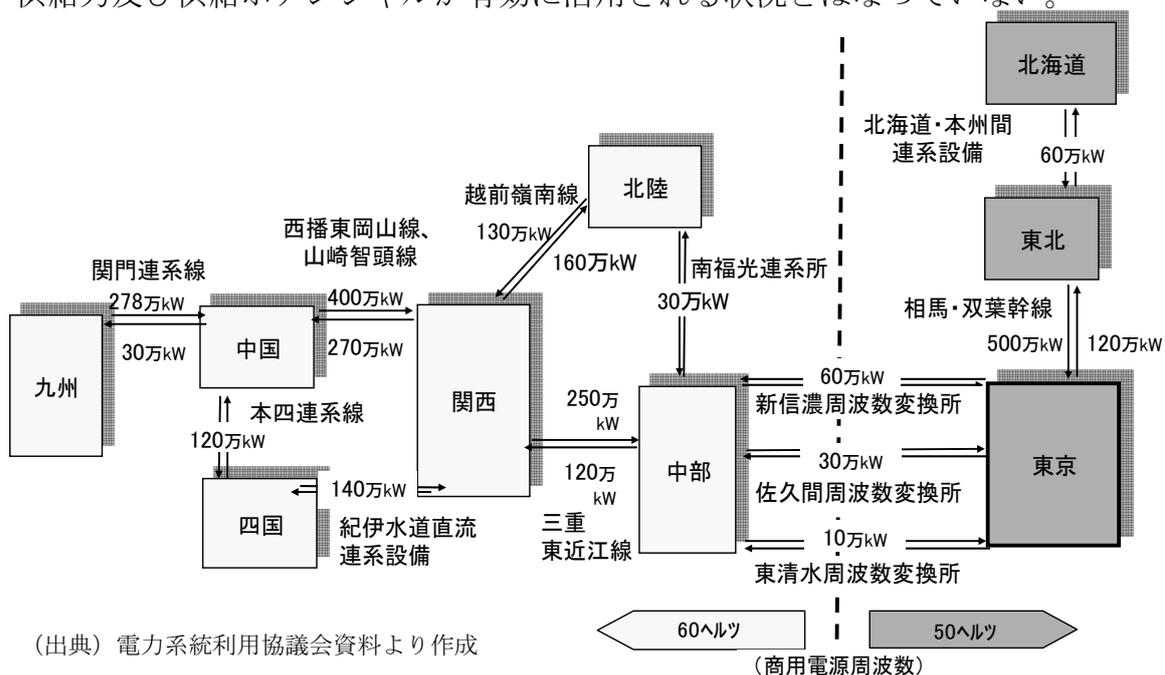 供給力及び供給ポテンシャルが有効に活用される状況とはなっていない。
北海道
北海道・本州間
連系設備
60万kW
東北
相馬・双葉幹線
500万kW
120万kW
東京
北陸
越前嶺南線
130万kW
160万kW
南福光連系所
30万kW
西播東岡山線、
山崎智頭線
400万kW
270万kW
関門連系線
278万kW
30万kW
九州
中国
本四連系線
120万kW
四国
140万kW
紀伊水道直流
連系設備
関西
250万
kW
120万
kW
三重
東近江線
中部
60万kW
新信濃周波数変換所
30万kW
佐久間周波数変換所
10万kW
東清水周波数変換所
60ヘルツ
50ヘルツ
(商用電源周波数)
(出典)電力系統利用協議会資料より作成